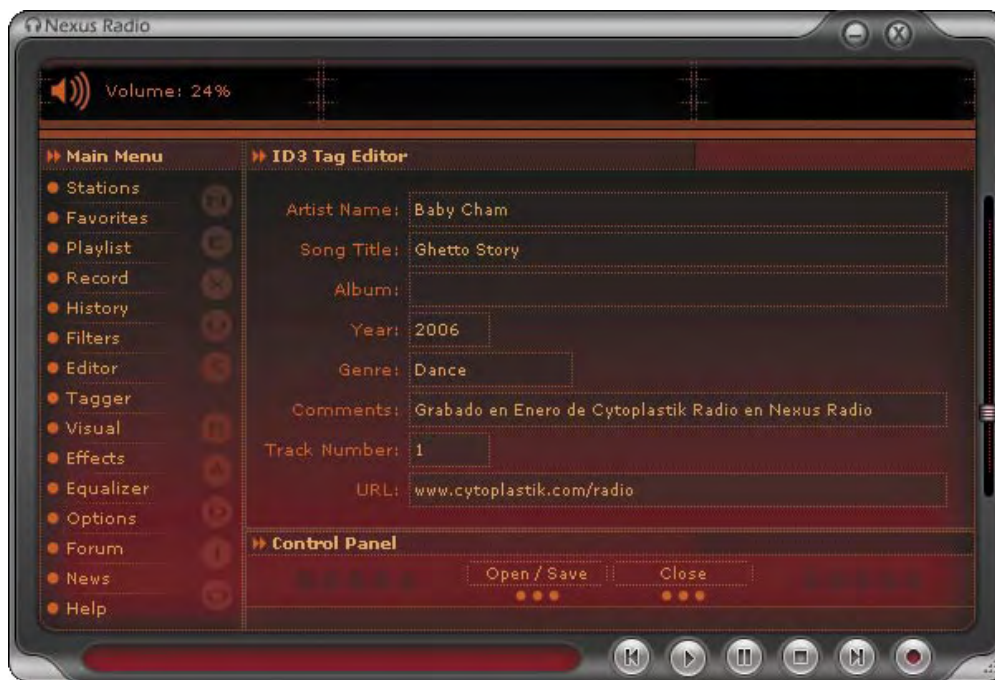 Nexus Radio
Volume: 24%
Main Menu
Stations
Favorites
Playlist
Record
History
Filters
Editor
Tagger
Visual
Effects
Equalizer
Options
Forum
News
Help
ID3 Tag Editor
Artist Name: Baby Cham
Song Title: Ghetto Story
Album:
Year: 2006
Genre: Dance
Comments: Grabado en Enero de Cytoplastik Radio en Nexus Radio
Track Number: 1
URL: www.cytoplastik.com/radio
Control Panel
Open / Save
Close